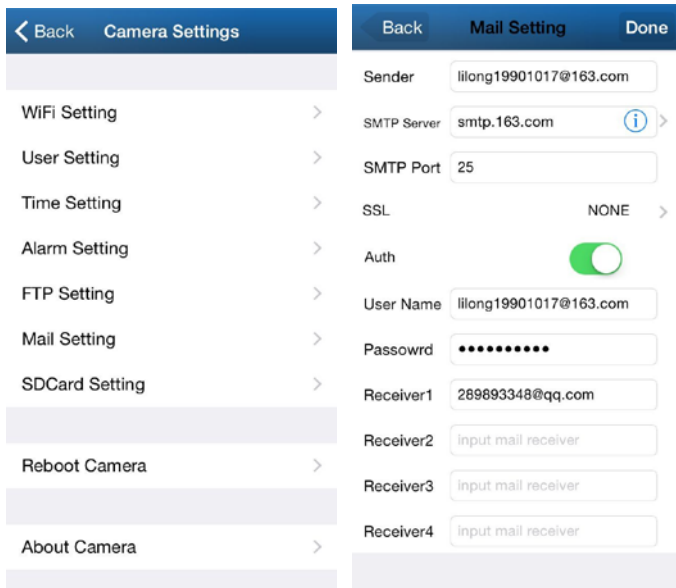 Back Camera Settings
WiFi Setting
User Setting
Time Setting
Alarm Setting
FTP Setting
Mail Setting
SDCard Setting
Reboot Camera
About Camera
Back Mail Setting Done
Sender lilong19901017@163.com
SMTP Server smtp.163.com
SMTP Port 25
SSL NONE
Auth
User Name lilong19901017@163.com
Passowrd ••••••••••
Receiver1 289893348@qq.com
Receiver2 input mail receiver
Receiver3 input mail receiver
Receiver4 input mail receiver